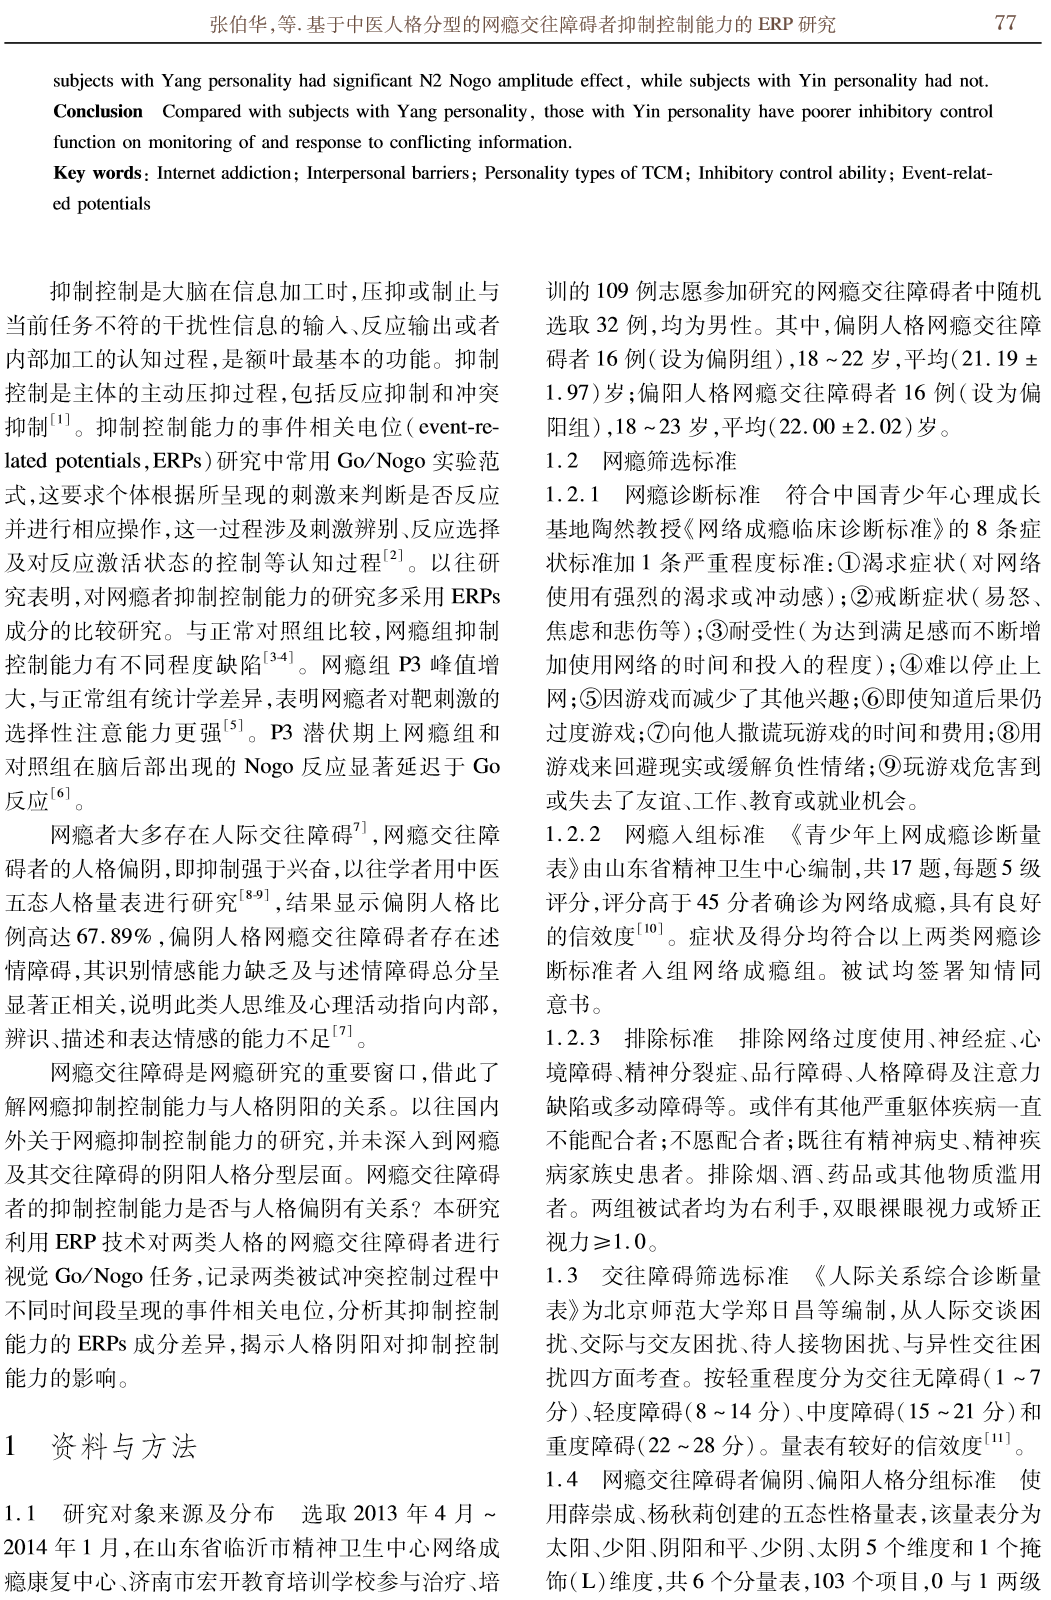 张伯华,等.基于中医人格分型的网瘾交往障碍者抑制控制能力的 ERP 研究 77
subjects with Yang personality had significant N2 Nogo amplitude effect, while subjects with Yin personality had not.
Conclusion Compared with subjects with Yang personality, those with Yin personality have poorer inhibitory control
function on monitoring of and response to conflicting information.
Key words: Internet addiction; Interpersonal barriers; Personality types of TCM; Inhibitory control ability; Event-relat-
ed potentials
抑制控制是大脑在信息加工时,压抑或制止与
当前任务不符的干扰性信息的输入、反应输出或者
内部加工的认知过程,是额叶最基本的功能。抑制
控制是主体的主动压抑过程,包括反应抑制和冲突
抑制[1]。抑制控制能力的事件相关电位(event-re-
lated potentials,ERPs)研究中常用 Go/Nogo 实验范
式,这要求个体根据所呈现的刺激来判断是否反应
并进行相应操作,这一过程涉及刺激辨别、反应选择
及对反应激活状态的控制等认知过程[2]。以往研
究表明,对网瘾者抑制控制能力的研究多采用 ERPs
成分的比较研究。与正常对照组比较,网瘾组抑制
控制能力有不同程度缺陷[3-4]。网瘾组 P3 峰值增
大,与正常组有统计学差异,表明网瘾者对靶刺激的
选择性注意能力更强[5]。P3 潜伏期上网瘾组和
对照组在脑后部出现的 Nogo 反应显著延迟于 Go
反应[6]。
网瘾者大多存在人际交往障碍7],网瘾交往障
碍者的人格偏阴,即抑制强于兴奋,以往学者用中医
五态人格量表进行研究[8-9],结果显示偏阴人格比
例高达 67.89%,偏阴人格网瘾交往障碍者存在述
情障碍,其识别情感能力缺乏及与述情障碍总分呈
显著正相关,说明此类人思维及心理活动指向内部,
辨识、描述和表达情感的能力不足[7]。
网瘾交往障碍是网瘾研究的重要窗口,借此了
解网瘾抑制控制能力与人格阴阳的关系。以往国内
外关于网瘾抑制控制能力的研究,并未深入到网瘾
及其交往障碍的阴阳人格分型层面。网瘾交往障碍
者的抑制控制能力是否与人格偏阴有关系?本研究
利用 ERP 技术对两类人格的网瘾交往障碍者进行
视觉 Go/Nogo 任务,记录两类被试冲突控制过程中
不同时间段呈现的事件相关电位,分析其抑制控制
能力的 ERPs 成分差异,揭示人格阴阳对抑制控制
能力的影响。
1 资料与方法
1.1 研究对象来源及分布 选取 2013 年 4 月 ~
2014 年 1 月,在山东省临沂市精神卫生中心网络成
瘾康复中心、济南市宏开教育培训学校参与治疗、培
训的 109 例志愿参加研究的网瘾交往障碍者中随机
选取 32 例,均为男性。其中,偏阴人格网瘾交往障
碍者 16 例(设为偏阴组),18 ~ 22 岁,平均(21.19 ±
1.97)岁;偏阳人格网瘾交往障碍者 16 例(设为偏
阳组),18 ~ 23 岁,平均(22.00 ± 2.02)岁。
1.2 网瘾筛选标准
1.2.1 网瘾诊断标准 符合中国青少年心理成长
基地陶然教授《网络成瘾临床诊断标准》的 8 条症
状标准加 1 条严重程度标准:①渴求症状(对网络
使用有强烈的渴求或冲动感);②戒断症状(易怒、
焦虑和悲伤等);③耐受性(为达到满足感而不断增
加使用网络的时间和投入的程度);④难以停止上
网;⑤因游戏而减少了其他兴趣;⑥即使知道后果仍
过度游戏;⑦向他人撒谎玩游戏的时间和费用;⑧用
游戏来回避现实或缓解负性情绪;⑨玩游戏危害到
或失去了友谊、工作、教育或就业机会。
1.2.2 网瘾入组标准 《青少年上网成瘾诊断量
表》由山东省精神卫生中心编制,共 17 题,每题 5 级
评分,评分高于 45 分者确诊为网络成瘾,具有良好
的信效度[10]。症状及得分均符合以上两类网瘾诊
断标准者入组网络成瘾组。被试均签署知情同
意书。
1.2.3 排除标准 排除网络过度使用、神经症、心
境障碍、精神分裂症、品行障碍、人格障碍及注意力
缺陷或多动障碍等。或伴有其他严重躯体疾病一直
不能配合者;不愿配合者;既往有精神病史、精神疾
病家族史患者。排除烟、酒、药品或其他物质滥用
者。两组被试者均为右利手,双眼裸眼视力或矫正
视力≥1.0。
1.3 交往障碍筛选标准 《人际关系综合诊断量
表》为北京师范大学郑日昌等编制,从人际交谈困
扰、交际与交友困扰、待人接物困扰、与异性交往困
扰四方面考查。按轻重程度分为交往无障碍(1 ~ 7
分)、轻度障碍(8 ~ 14 分)、中度障碍(15 ~ 21 分)和
重度障碍(22 ~ 28 分)。量表有较好的信效度[11]。
1.4 网瘾交往障碍者偏阴、偏阳人格分组标准 使
用薛崇成、杨秋莉创建的五态性格量表,该量表分为
太阳、少阳、阴阳和平、少阴、太阴 5 个维度和 1 个掩
饰(L)维度,共 6 个分量表,103 个项目,0 与 1 两级